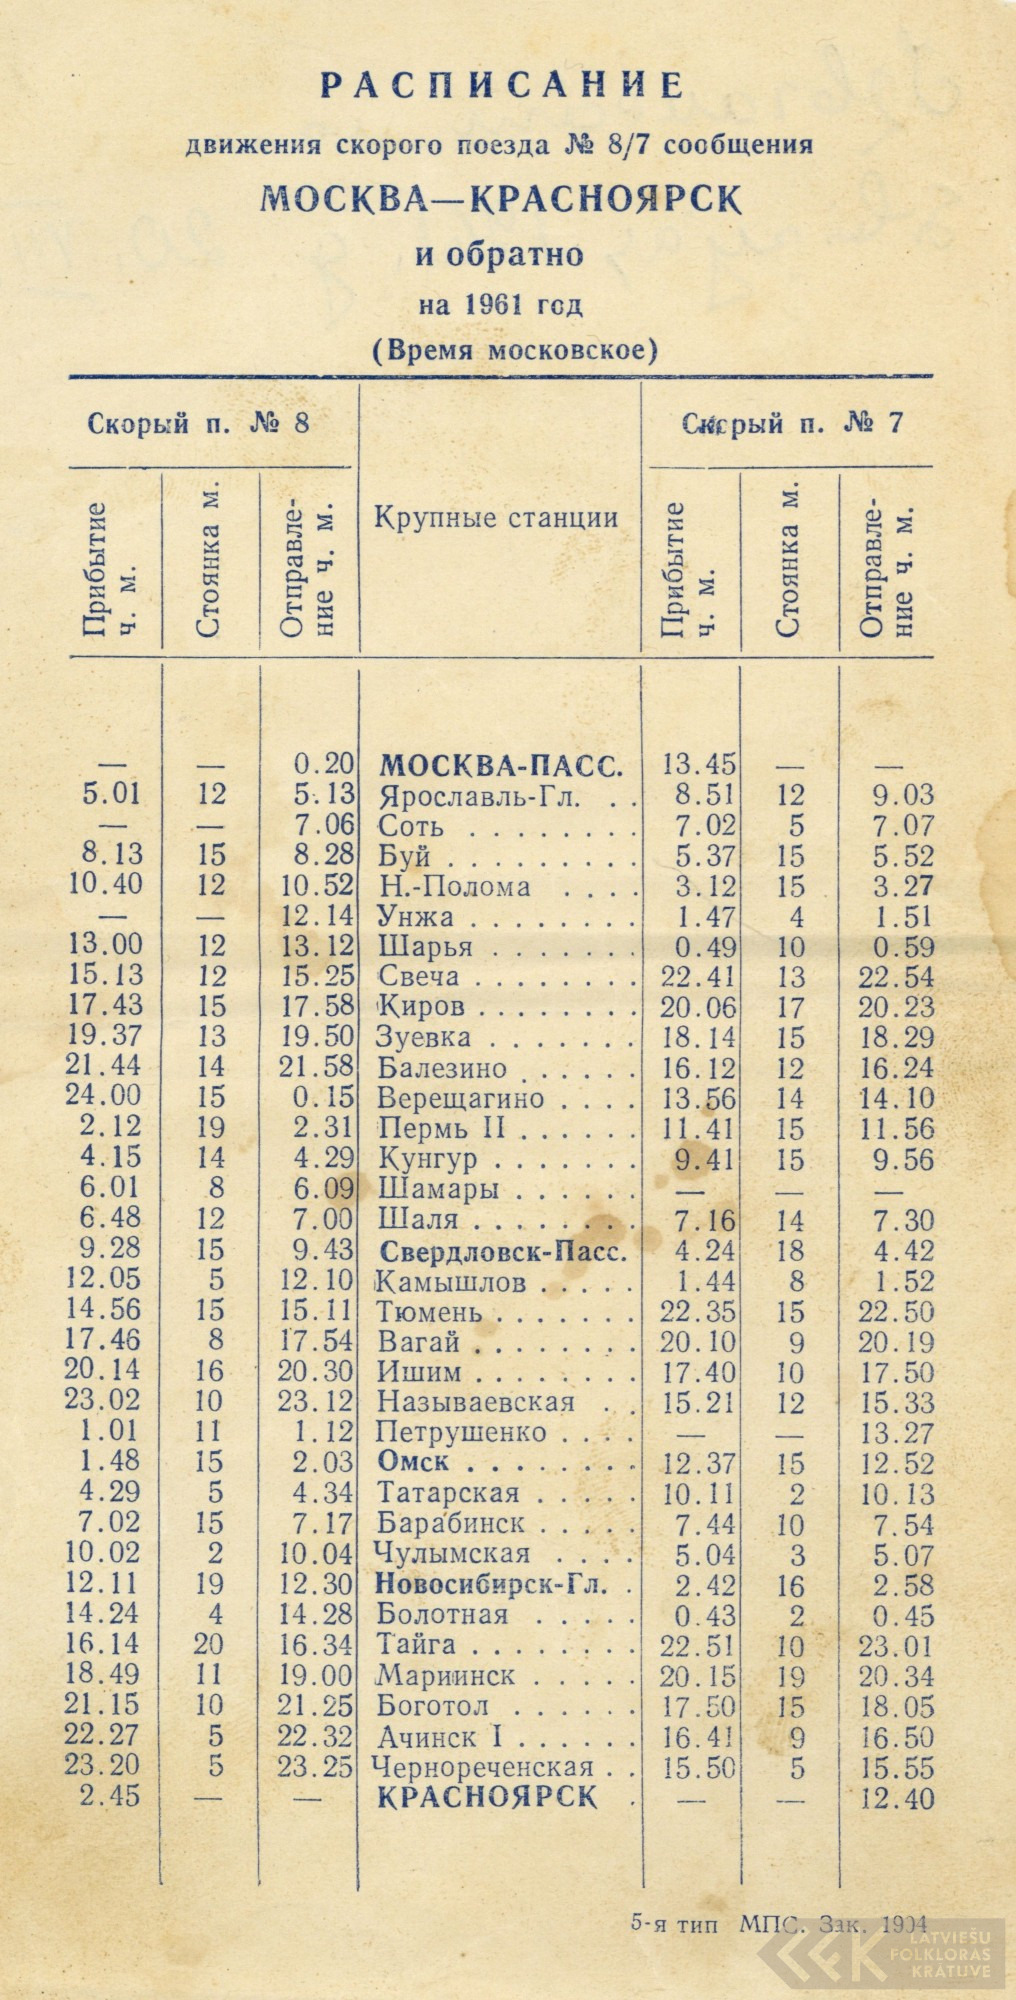 РАСПИСАНИЕ
движения скорого поезда № 8/7 сообщения
МОСКВА—КРАСНОЯРСК
и обратно
на 1961 год
(Время московское)
Скорый п. № 8 Скорый п. № 7
Прибытие ч. м. Стоянка м. Отправле-ние ч. м. Крупные станции Прибытие ч. м. Стоянка м. Отправле-ние ч. м.
— — 0.20 МОСКВА-ПАСС. 13.45 — —
5.01 12 5.13 Ярославль-Гл. . . 8.51 12 9.03
— — 7.06 Соть . . . . . . . . 7.02 5 7.07
8.13 15 8.28 Буй . . . . . . . . . 5.37 15 5.52
10.40 12 10.52 Н.-Полома . . . . 3.12 15 3.27
— — 12.14 Унжа . . . . . . . . 1.47 4 1.51
13.00 12 13.12 Шарья . . . . . . . 0.49 10 0.59
15.13 12 15.25 Свеча . . . . . . . . 22.41 13 22.54
17.43 15 17.58 Киров . . . . . . . . 20.06 17 20.23
19.37 13 19.50 Зуевка . . . . . . . 18.14 15 18.29
21.44 14 21.58 Балезино . . . . . . 16.12 12 16.24
24.00 15 0.15 Верещагино . . . . 13.56 14 14.10
2.12 19 2.31 Пермь II . . . . . . 11.41 15 11.56
4.15 14 4.29 Кунгур . . . . . . . 9.41 15 9.56
6.01 8 6.09 Шамары . . . . . . — — —
6.48 12 7.00 Шаля . . . . . . . . 7.16 14 7.30
9.28 15 9.43 Свердловск-Пасс. 4.24 18 4.42
12.05 5 12.10 Камышлов . . . . . 1.44 8 1.52
14.56 15 15.11 Тюмень . . . . . . . 22.35 15 22.50
17.46 8 17.54 Вагай . . . . . . . . 20.10 9 20.19
20.14 16 20.30 Ишим . . . . . . . . 17.40 10 17.50
23.02 10 23.12 Называевская . . 15.21 12 15.33
1.01 11 1.12 Петрушенко . . . . — — 13.27
1.48 15 2.03 Омск . . . . . . . . 12.37 15 12.52
4.29 5 4.34 Татарская . . . . . 10.11 2 10.13
7.02 15 7.17 Барабинск . . . . . 7.44 10 7.54
10.02 2 10.04 Чулымская . . . . 5.04 3 5.07
12.11 19 12.30 Новосибирск-Гл. . 2.42 16 2.58
14.24 4 14.28 Болотная . . . . . 0.43 2 0.45
16.14 20 16.34 Тайга . . . . . . . . 22.51 10 23.01
18.49 11 19.00 Мариинск . . . . . 20.15 19 20.34
21.15 10 21.25 Боготол . . . . . . 17.50 15 18.05
22.27 5 22.32 Ачинск I . . . . . . 16.41 9 16.50
23.20 5 23.25 Чернореченская . . 15.50 5 15.55
2.45 — — КРАСНОЯРСК . — — 12.40
5-я тип МПС. Зак. 1904
LATVIEŠU
FOLKLORAS
KRĀTUVE